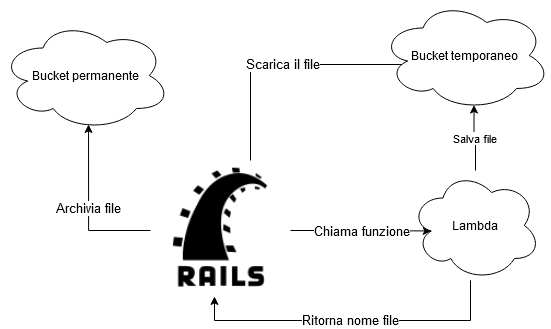 Bucket permanente
Bucket temporaneo
Scarica il file
Salva file
Archivia file
Chiama funzione
Lambda
RAILS
Ritorna nome file